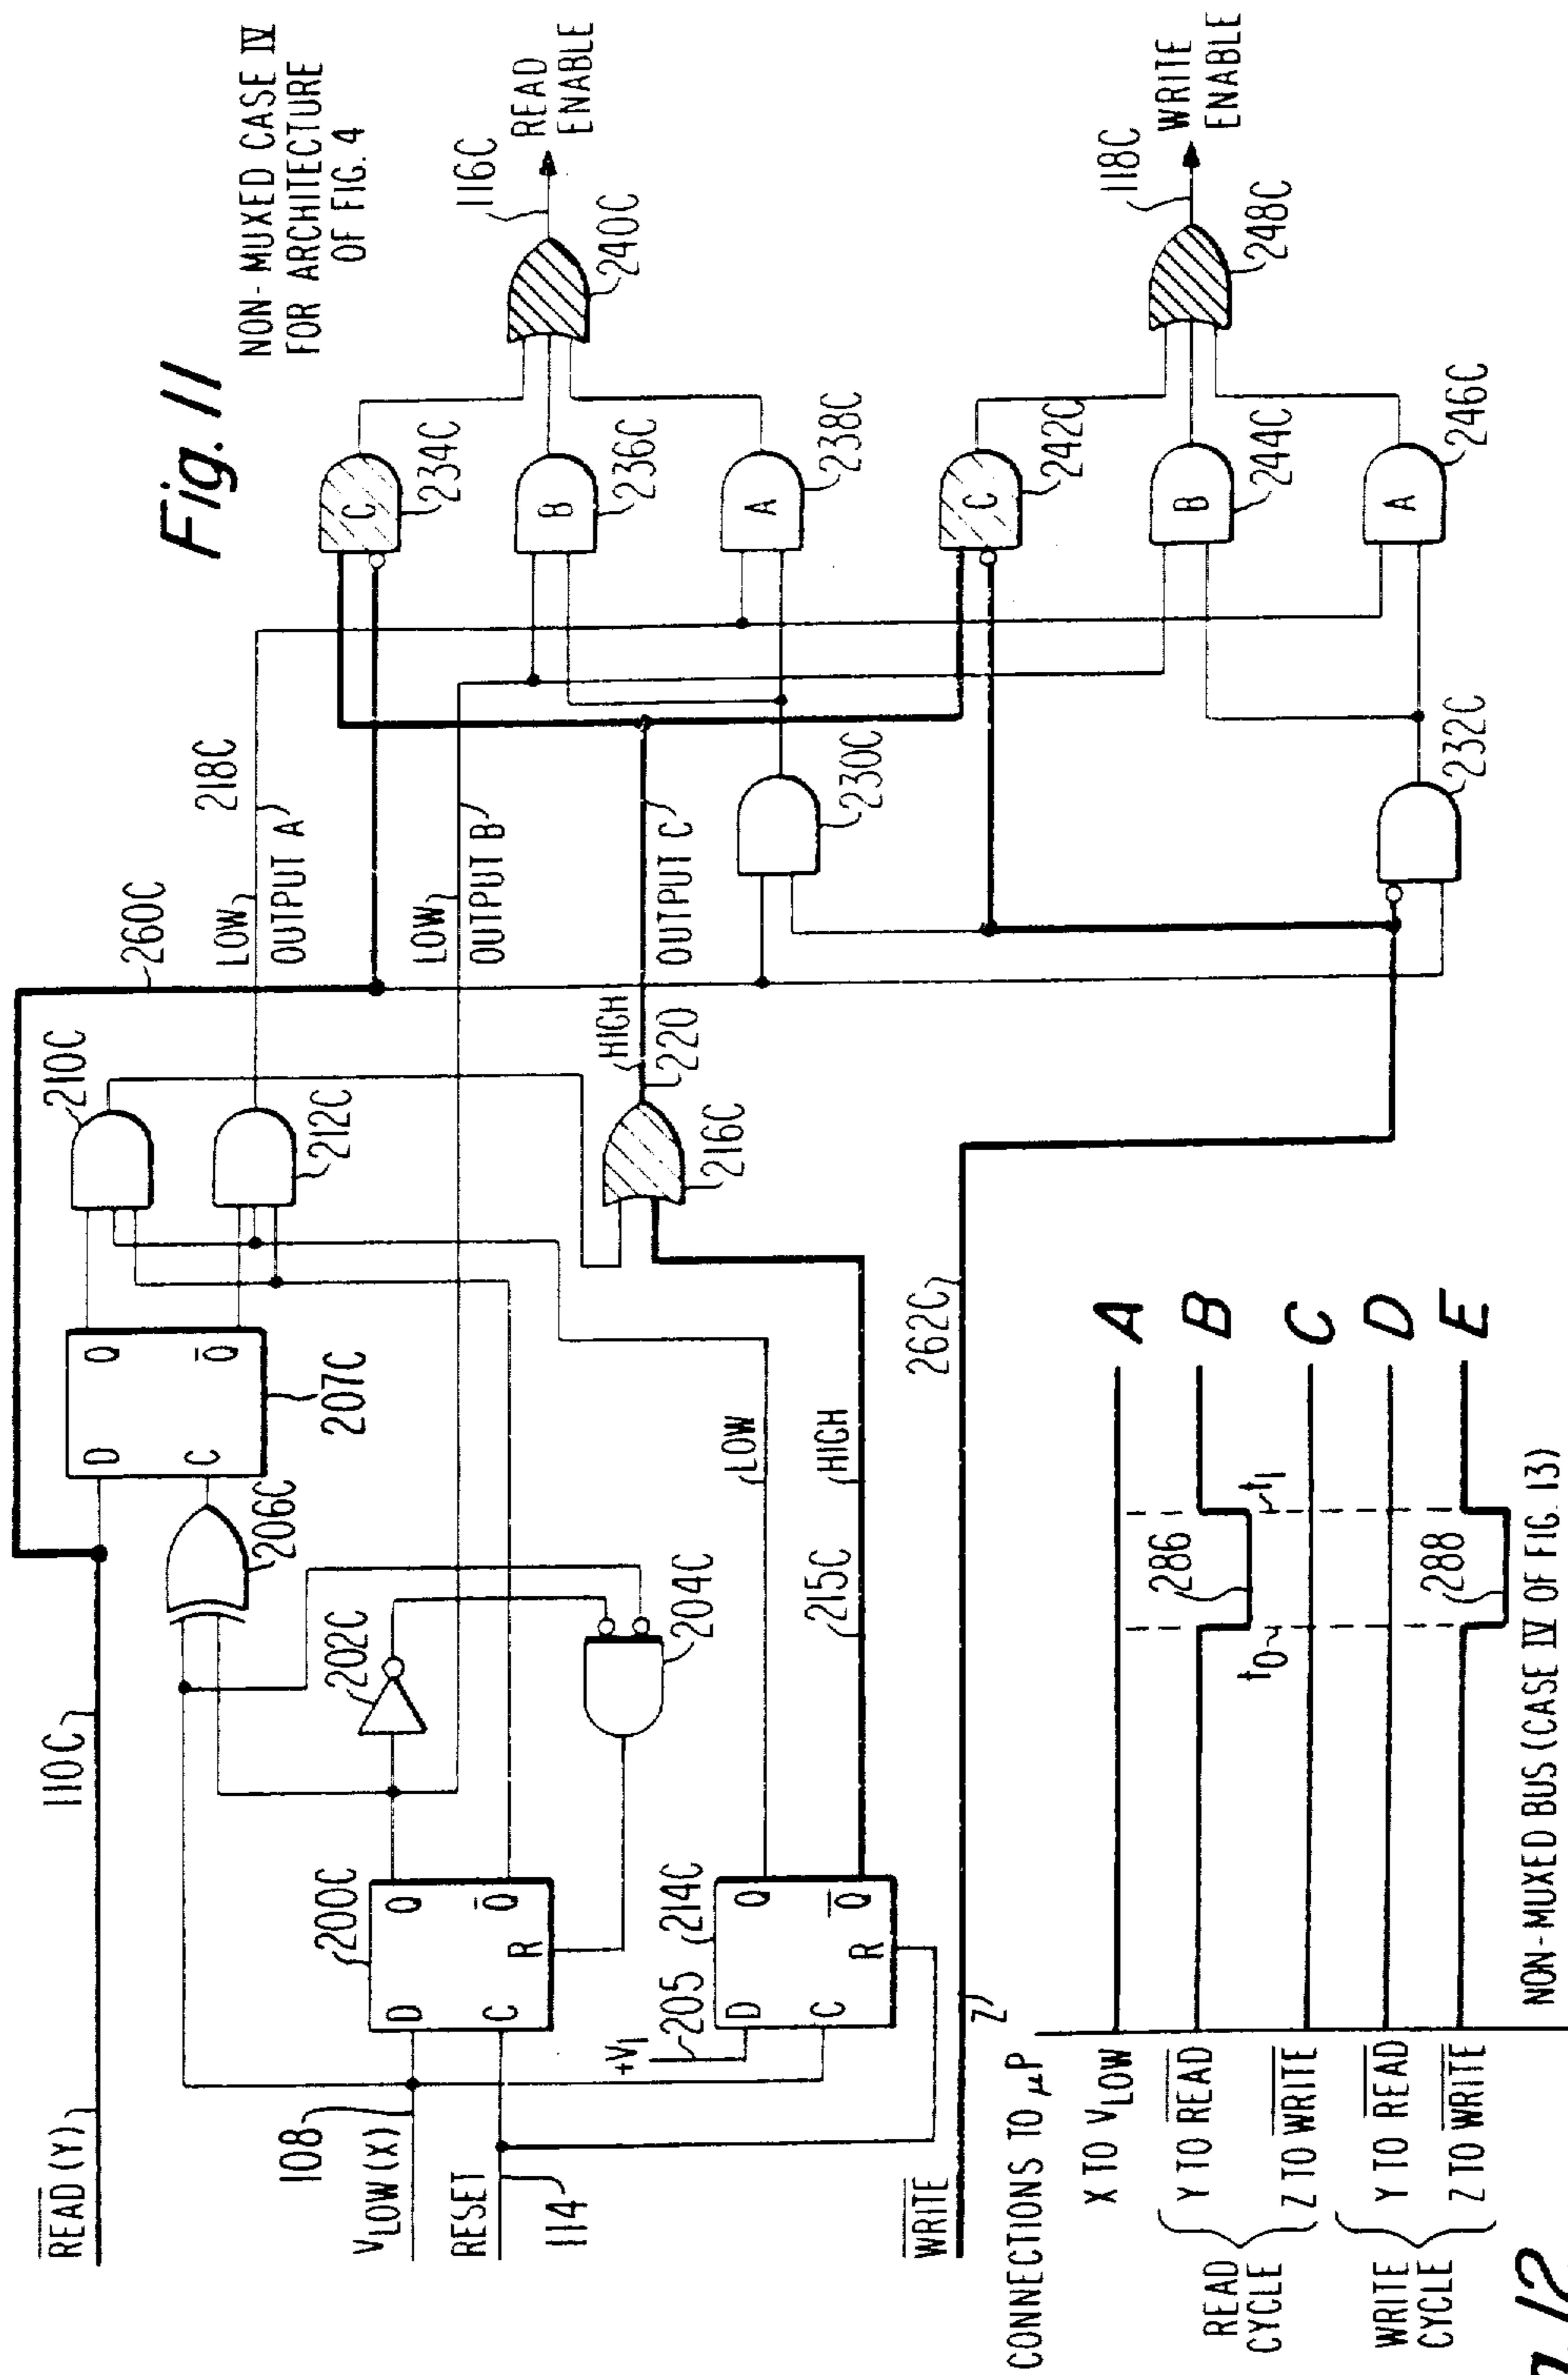 Fig. 11
NON-MUXED CASE IV
FOR ARCHITECTURE
OF FIG. 4
READ (Y)
110C
260C
108
V LOW (X)
RESET
114
200C
D
C
Q
Q
R
202C
204C
206C
D
C
Q
Q
207C
210C
212C
218C
LOW
OUTPUT A
LOW
OUTPUT B
+V1
205
214C
D
C
Q
Q
R
LOW
215C
HIGH
216C
HIGH
220
OUTPUT C
230C
232C
C
234C
B
236C
A
238C
240C
116C
READ
ENABLE
C
242C
B
244C
A
246C
248C
118C
WRITE
ENABLE
WRITE
Z
262C
CONNECTIONS TO µP
X TO V LOW
A
READ
CYCLE
Y TO READ
286
B
Z TO WRITE
t0
t1
C
WRITE
CYCLE
Y TO READ
D
Z TO WRITE
288
E
NON-MUXED BUS (CASE IV OF FIG. 13)
12